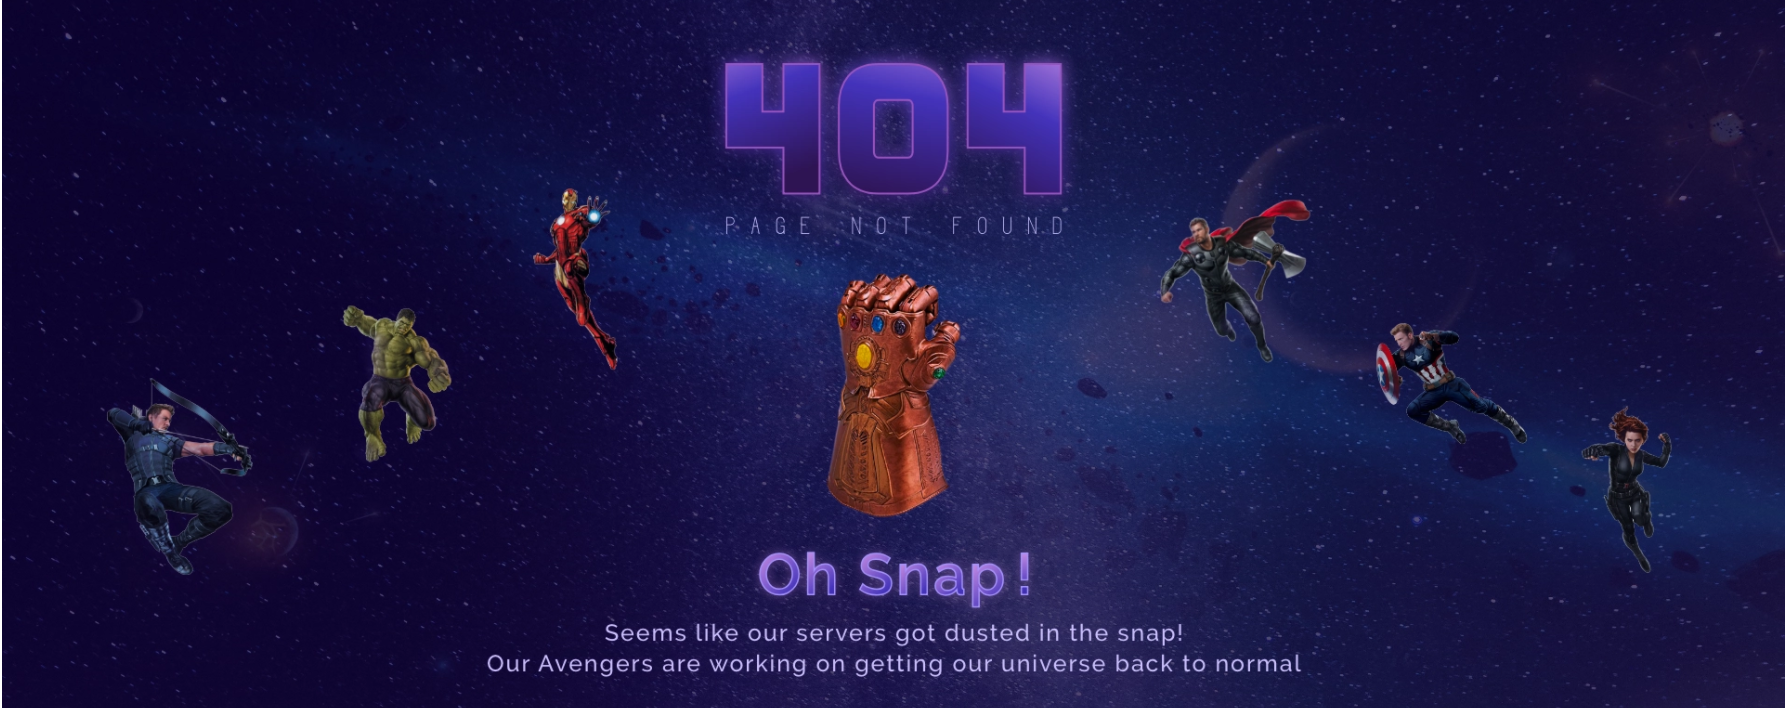 404
PAGE NOT FOUND
Oh Snap !
Seems like our servers got dusted in the snap!
Our Avengers are working on getting our universe back to normal